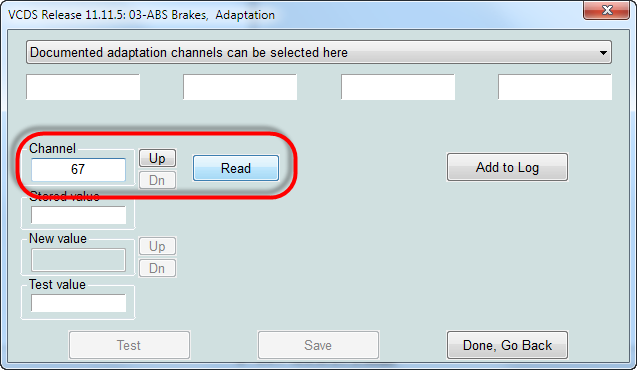 VCDS Release 11.11.5: 03-ABS Brakes, Adaptation
Documented adaptation channels can be selected here
Channel
67
Up
Dn
Read
Add to Log
Stored value
New value
Up
Dn
Test value
Test
Save
Done, Go Back